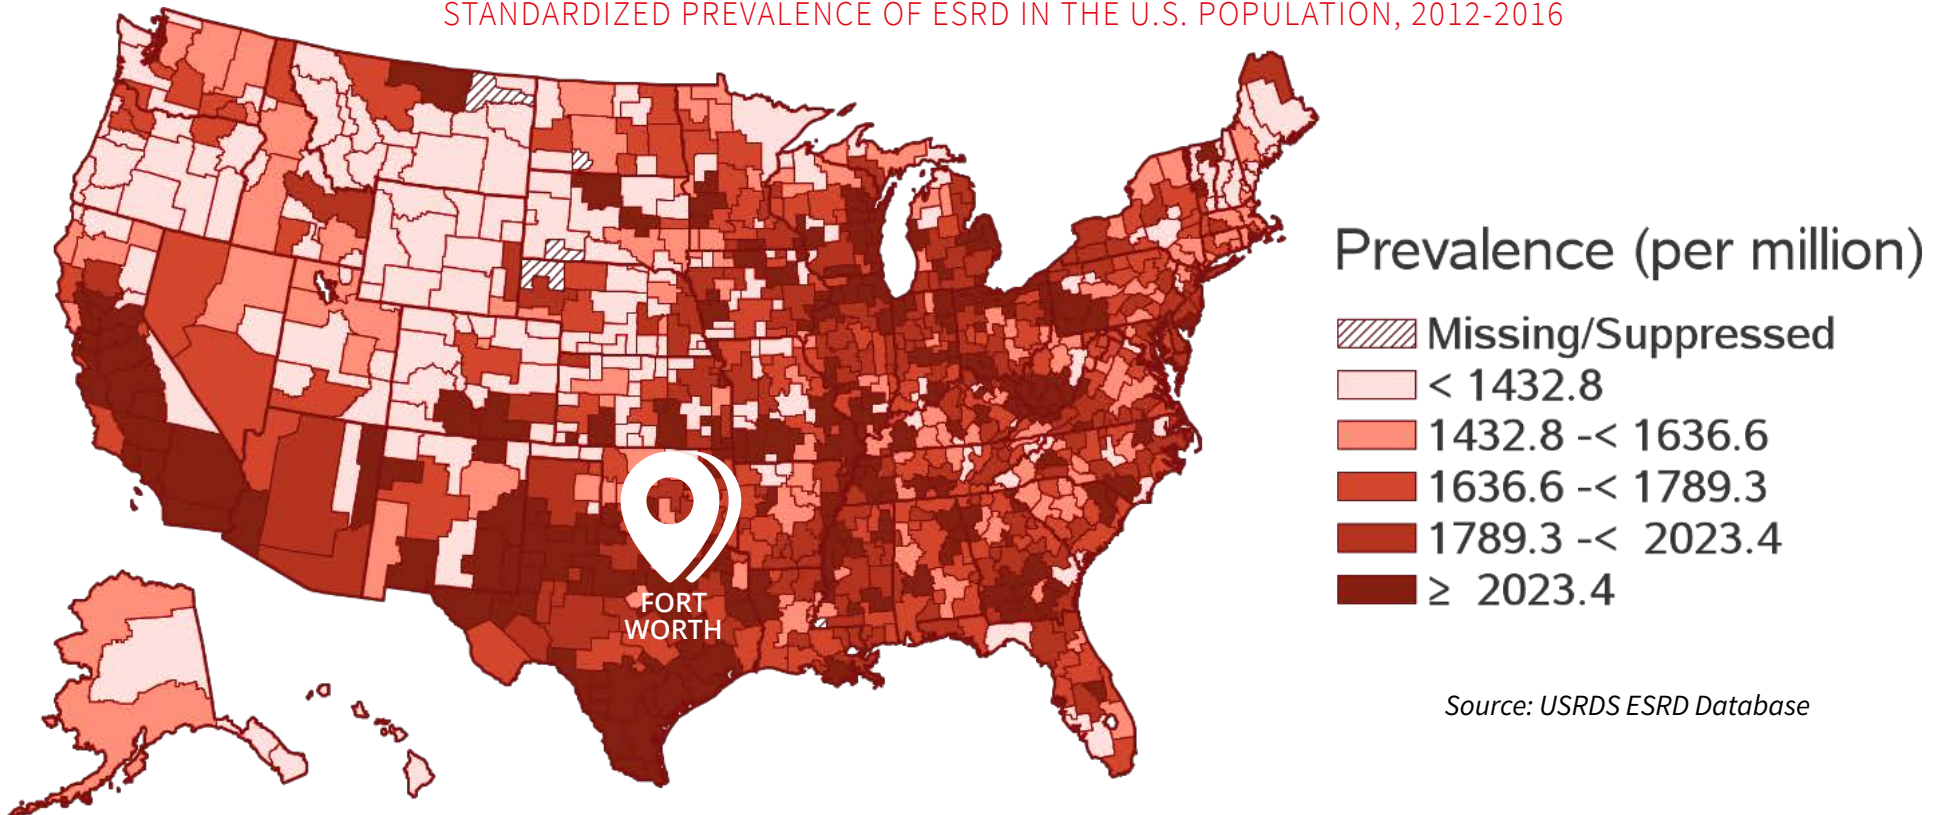 STANDARDIZED PREVALENCE OF ESRD IN THE U.S. POPULATION, 2012-2016
Prevalence (per million)
Missing/Suppressed
< 1432.8
1432.8 -< 1636.6
1636.6 -< 1789.3
1789.3 -< 2023.4
≥ 2023.4
FORT
WORTH
Source: USRDS ESRD Database